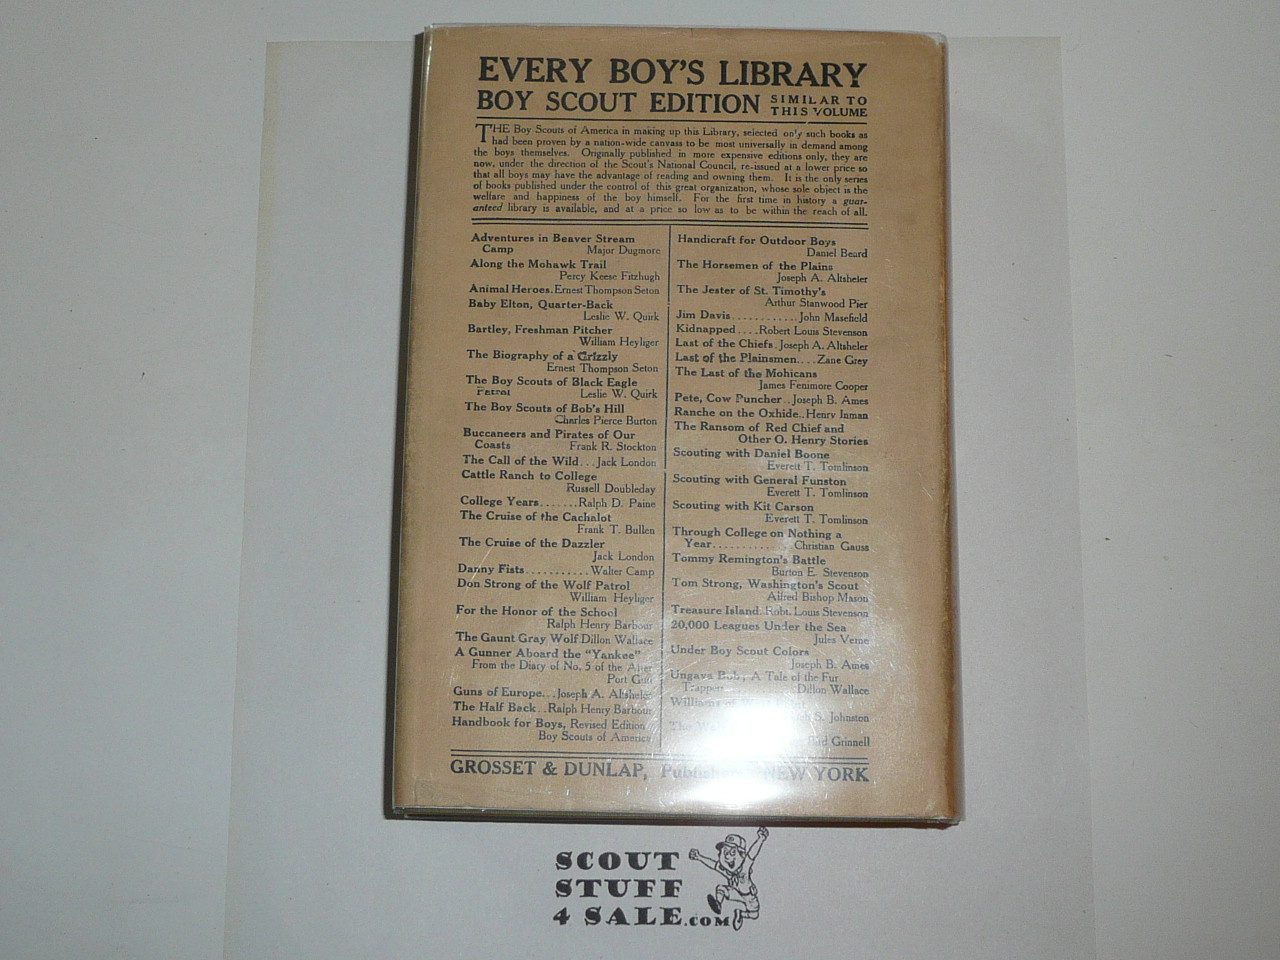 EVERY BOY'S LIBRARY
BOY SCOUT EDITION SIMILAR TO THIS VOLUME
THE Boy Scouts of America in making up this Library, selected only such books as
had been proven by a nation-wide canvass to be most universally in demand among
the boys themselves. Originally published in more expensive editions only, they are
now, under the direction of the Scout's National Council, re-issued at a lower price so
that all boys may have the advantage of reading and owning them. It is the only series
of books published under the control of this great organization, whose sole object is the
welfare and happiness of the boy himself. For the first time in history a guar-
anteed library is available, and at a price so low as to be within the reach of all.
Adventures in Beaver Stream
Camp Major Dugmore
Along the Mohawk Trail
Percy Keese Fitzhugh
Animal Heroes. Ernest Thompson Seton
Baby Elton, Quarter-Back
Leslie W. Quirk
Bartley, Freshman Pitcher
William Heyliger
The Biography of a Grizzly
Ernest Thompson Seton
The Boy Scouts of Black Eagle
Patrol Leslie W. Quirk
The Boy Scouts of Bob's Hill
Charles Pierce Burton
Buccaneers and Pirates of Our
Coasts Frank R. Stockton
The Call of the Wild...Jack London
Cattle Ranch to College
Russell Doubleday
College Years.......Ralph D. Paine
The Cruise of the Cachalot
Frank T. Bullen
The Cruise of the Dazzler
Jack London
Danny Fists...........Walter Camp
Don Strong of the Wolf Patrol
William Heyliger
For the Honor of the School
Ralph Henry Barbour
The Gaunt Gray Wolf Dillon Wallace
A Gunner Aboard the "Yankee"
From the Diary of No. 5 of the After
Port Gun
Guns of Europe...Joseph A. Altsheler
The Half Back..Ralph Henry Barbour
Handbook for Boys, Revised Edition
Boy Scouts of America
Handicraft for Outdoor Boys
Daniel Beard
The Horsemen of the Plains
Joseph A. Altsheler
The Jester of St. Timothy's
Arthur Stanwood Pier
Jim Davis...........John Masefield
Kidnapped....Robert Louis Stevenson
Last of the Chiefs.Joseph A. Altsheler
Last of the Plainsmen....Zane Grey
The Last of the Mohicans
James Fenimore Cooper
Pete, Cow Puncher..Joseph B. Ames
Ranche on the Oxhide..Henry Inman
The Ransom of Red Chief and
Other O. Henry Stories
Scouting with Daniel Boone
Everett T. Tomlinson
Scouting with General Funston
Everett T. Tomlinson
Scouting with Kit Carson
Everett T. Tomlinson
Through College on Nothing a
Year.............Christian Gauss
Tommy Remington's Battle
Burton E. Stevenson
Tom Strong, Washington's Scout
Alfred Bishop Mason
Treasure Island.Robt. Louis Stevenson
20,000 Leagues Under the Sea
Jules Verne
Under Boy Scout Colors
Joseph B. Ames
Ungava Bob; A Tale of the Fur
Trappers............Dillon Wallace
Williams of
S. Johnston
The
Bird Grinnell
GROSSET & DUNLAP, Publishers, NEW YORK
SCOUT
STUFF
4 SALE.com